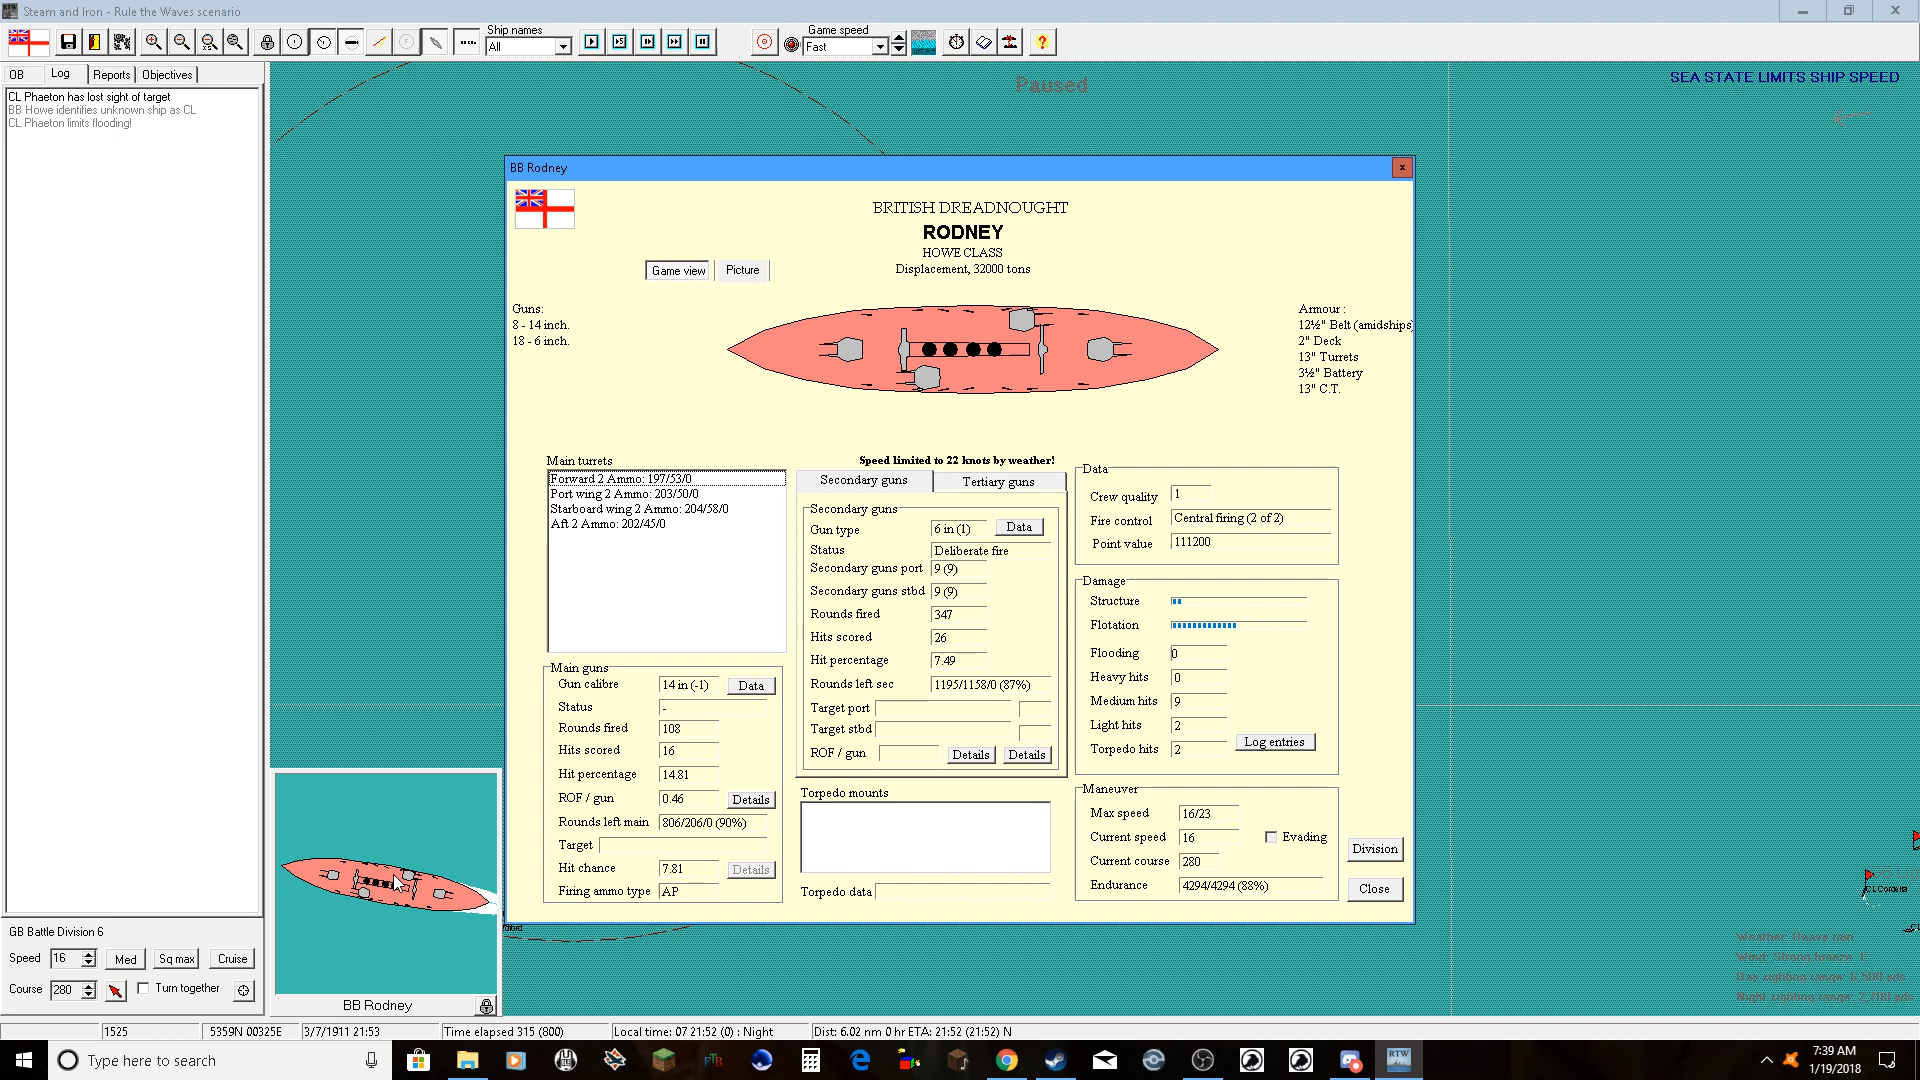 Steam and Iron - Rule the Waves scenario
Ship names
All
Game speed
Fast
OB
Log
Reports
Objectives
CL Phaeton has lost sight of target
BB Howe identifies unknown ship as CL
CL Phaeton limits flooding!
Paused
SEA STATE LIMITS SHIP SPEED
BB Rodney
BRITISH DREADNOUGHT
RODNEY
HOWE CLASS
Displacement, 32000 tons
Game view
Picture
Guns:
8 - 14 inch.
18 - 6 inch.
Armour :
12½" Belt (amidships)
2" Deck
13" Turrets
3½" Battery
13" C.T.
Main turrets
Forward 2 Ammo: 197/53/0
Port wing 2 Ammo: 203/50/0
Starboard wing 2 Ammo: 204/58/0
Aft 2 Ammo: 202/45/0
Main guns
Gun calibre 14 in (-1) Data
Status -
Rounds fired 108
Hits scored 16
Hit percentage 14.81
ROF / gun 0.46 Details
Rounds left main 806/206/0 (90%)
Target
Hit chance 7.81 Details
Firing ammo type AP
Speed limited to 22 knots by weather!
Secondary guns
Tertiary guns
Secondary guns
Gun type 6 in (1) Data
Status Deliberate fire
Secondary guns port 9 (9)
Secondary guns stbd 9 (9)
Rounds fired 347
Hits scored 26
Hit percentage 7.49
Rounds left sec 1195/1158/0 (87%)
Target port
Target stbd
ROF / gun Details Details
Torpedo mounts
Torpedo data
Data
Crew quality 1
Fire control Central firing (2 of 2)
Point value 111200
Damage
Structure
Flotation
Flooding 0
Heavy hits 0
Medium hits 9
Light hits 2
Torpedo hits 2
Log entries
Maneuver
Max speed 16/23
Current speed 16
Evading
Current course 280
Endurance 4294/4294 (88%)
Division
Close
CL Cordelia
Weather: Heavy rain
Wind: Strong breeze E
GB Battle Division 6
Speed 16 Med Sq max Cruise
Course 280 Turn together
BB Rodney
1525
5359N 00325E
3/7/1911 21:53
Time elapsed 315 (800)
Local time: 07 21:52 (0) : Night
Dist: 6.02 nm 0 hr ETA: 21:52 (21:52) N
Type here to search
FTB
RTW
7:39 AM
1/19/2018